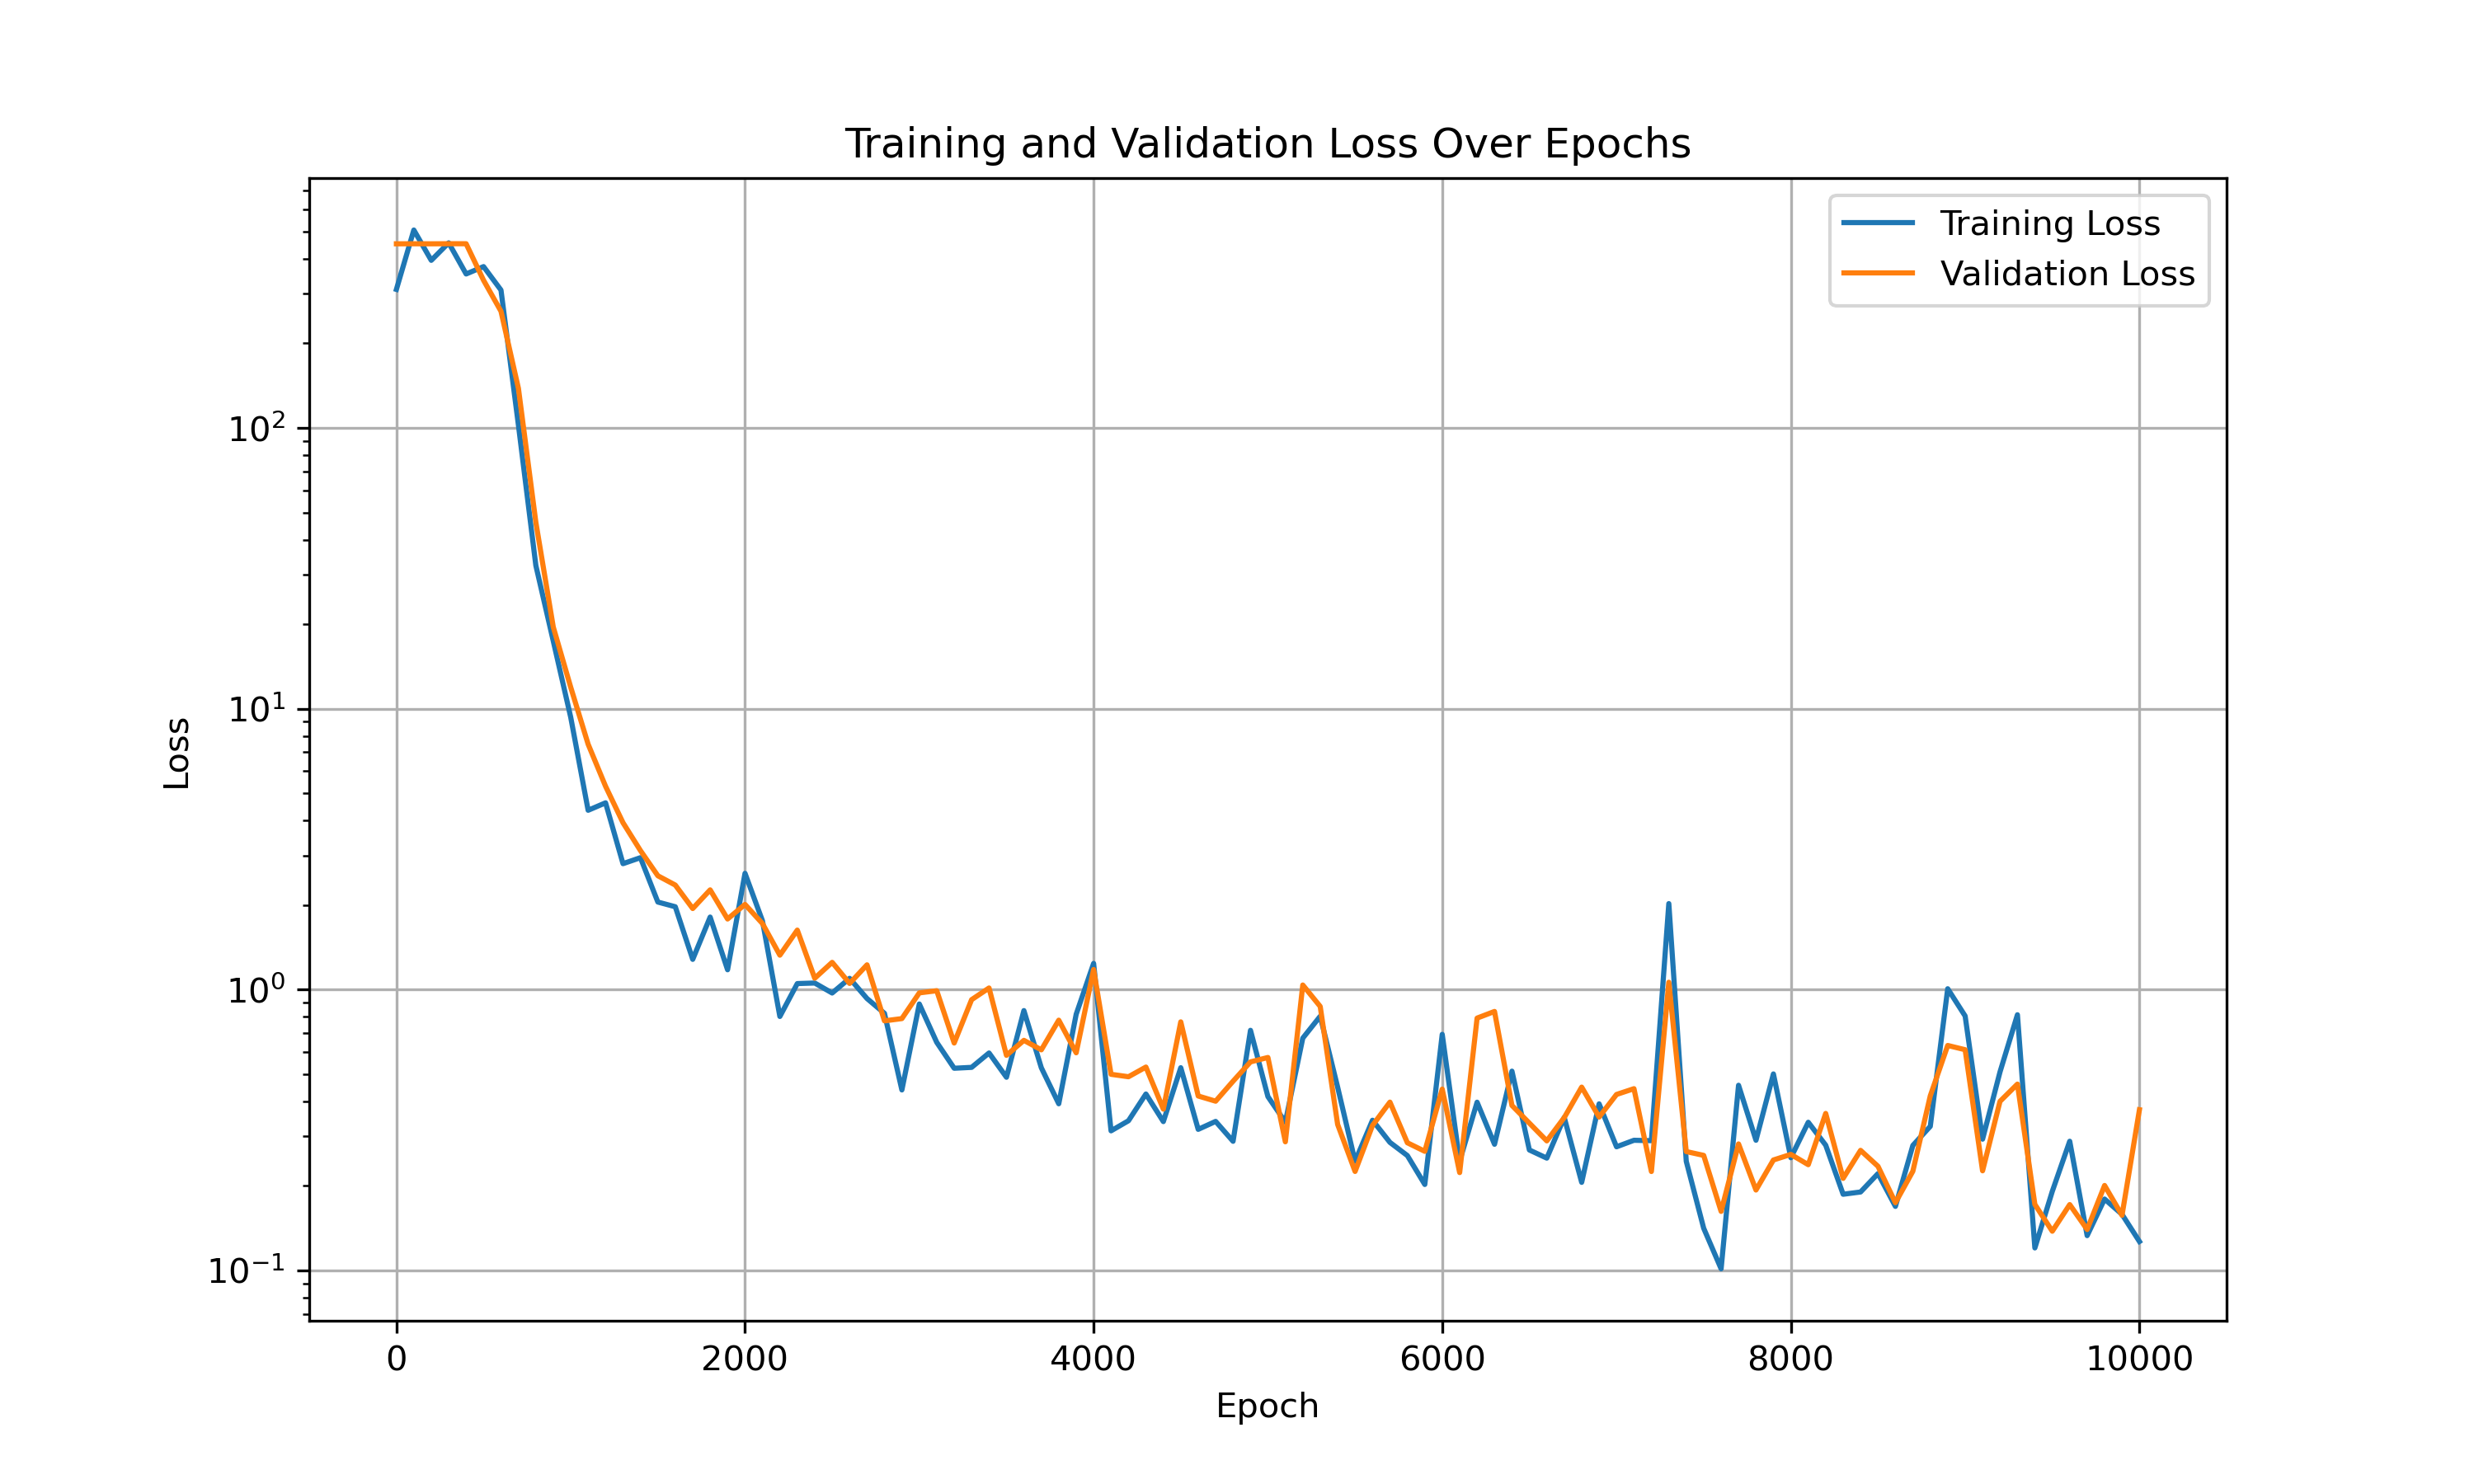 Training and Validation Loss Over Epochs
Training Loss
Validation Loss
Loss
10²
10¹
10⁰
10⁻¹
0 2000 4000 6000 8000 10000
Epoch